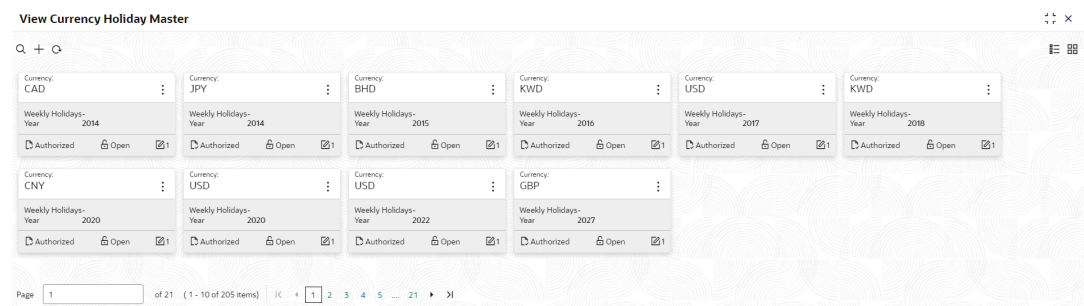 View Currency Holiday Master
Currency:
CAD
Weekly Holidays-
Year 2014
Authorized Open 1
Currency:
JPY
Weekly Holidays-
Year 2014
Authorized Open 1
Currency:
BHD
Weekly Holidays-
Year 2015
Authorized Open 1
Currency:
KWD
Weekly Holidays-
Year 2016
Authorized Open 1
Currency:
USD
Weekly Holidays-
Year 2017
Authorized Open 1
Currency:
KWD
Weekly Holidays-
Year 2018
Authorized Open 1
Currency:
CNY
Weekly Holidays-
Year 2020
Authorized Open 1
Currency:
USD
Weekly Holidays-
Year 2020
Authorized Open 1
Currency:
USD
Weekly Holidays-
Year 2022
Authorized Open 1
Currency:
GBP
Weekly Holidays-
Year 2027
Authorized Open 1
Page 1 of 21 ( 1 - 10 of 205 items) 1 2 3 4 5 .... 21